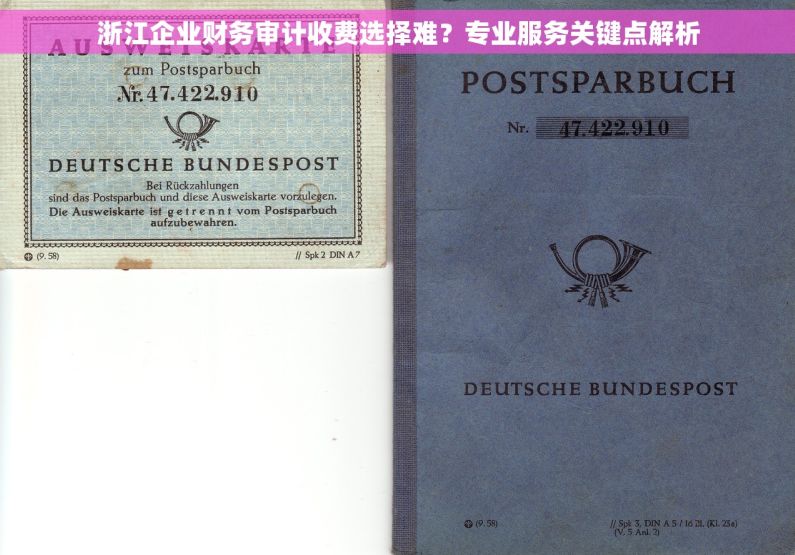 浙江企业财务审计收费选择难？专业服务关键点解析
AUSWEISKARTE
zum Postsparbuch
Nr. 47.422.910
DEUTSCHE BUNDESPOST
Bei Rückzahlungen
sind das Postsparbuch und diese Ausweiskarte vorzulegen.
Die Ausweiskarte ist getrennt vom Postsparbuch
aufzubewahren.
(9.58)
// Spk 2 DIN A7
POSTSPARBUCH
Nr. 47.422.910
DEUTSCHE BUNDESPOST
(9.58)
// Spk 3, DIN A 5 / 16 Bl. (Kl. 23a)
(V. 5 Anl. 2)